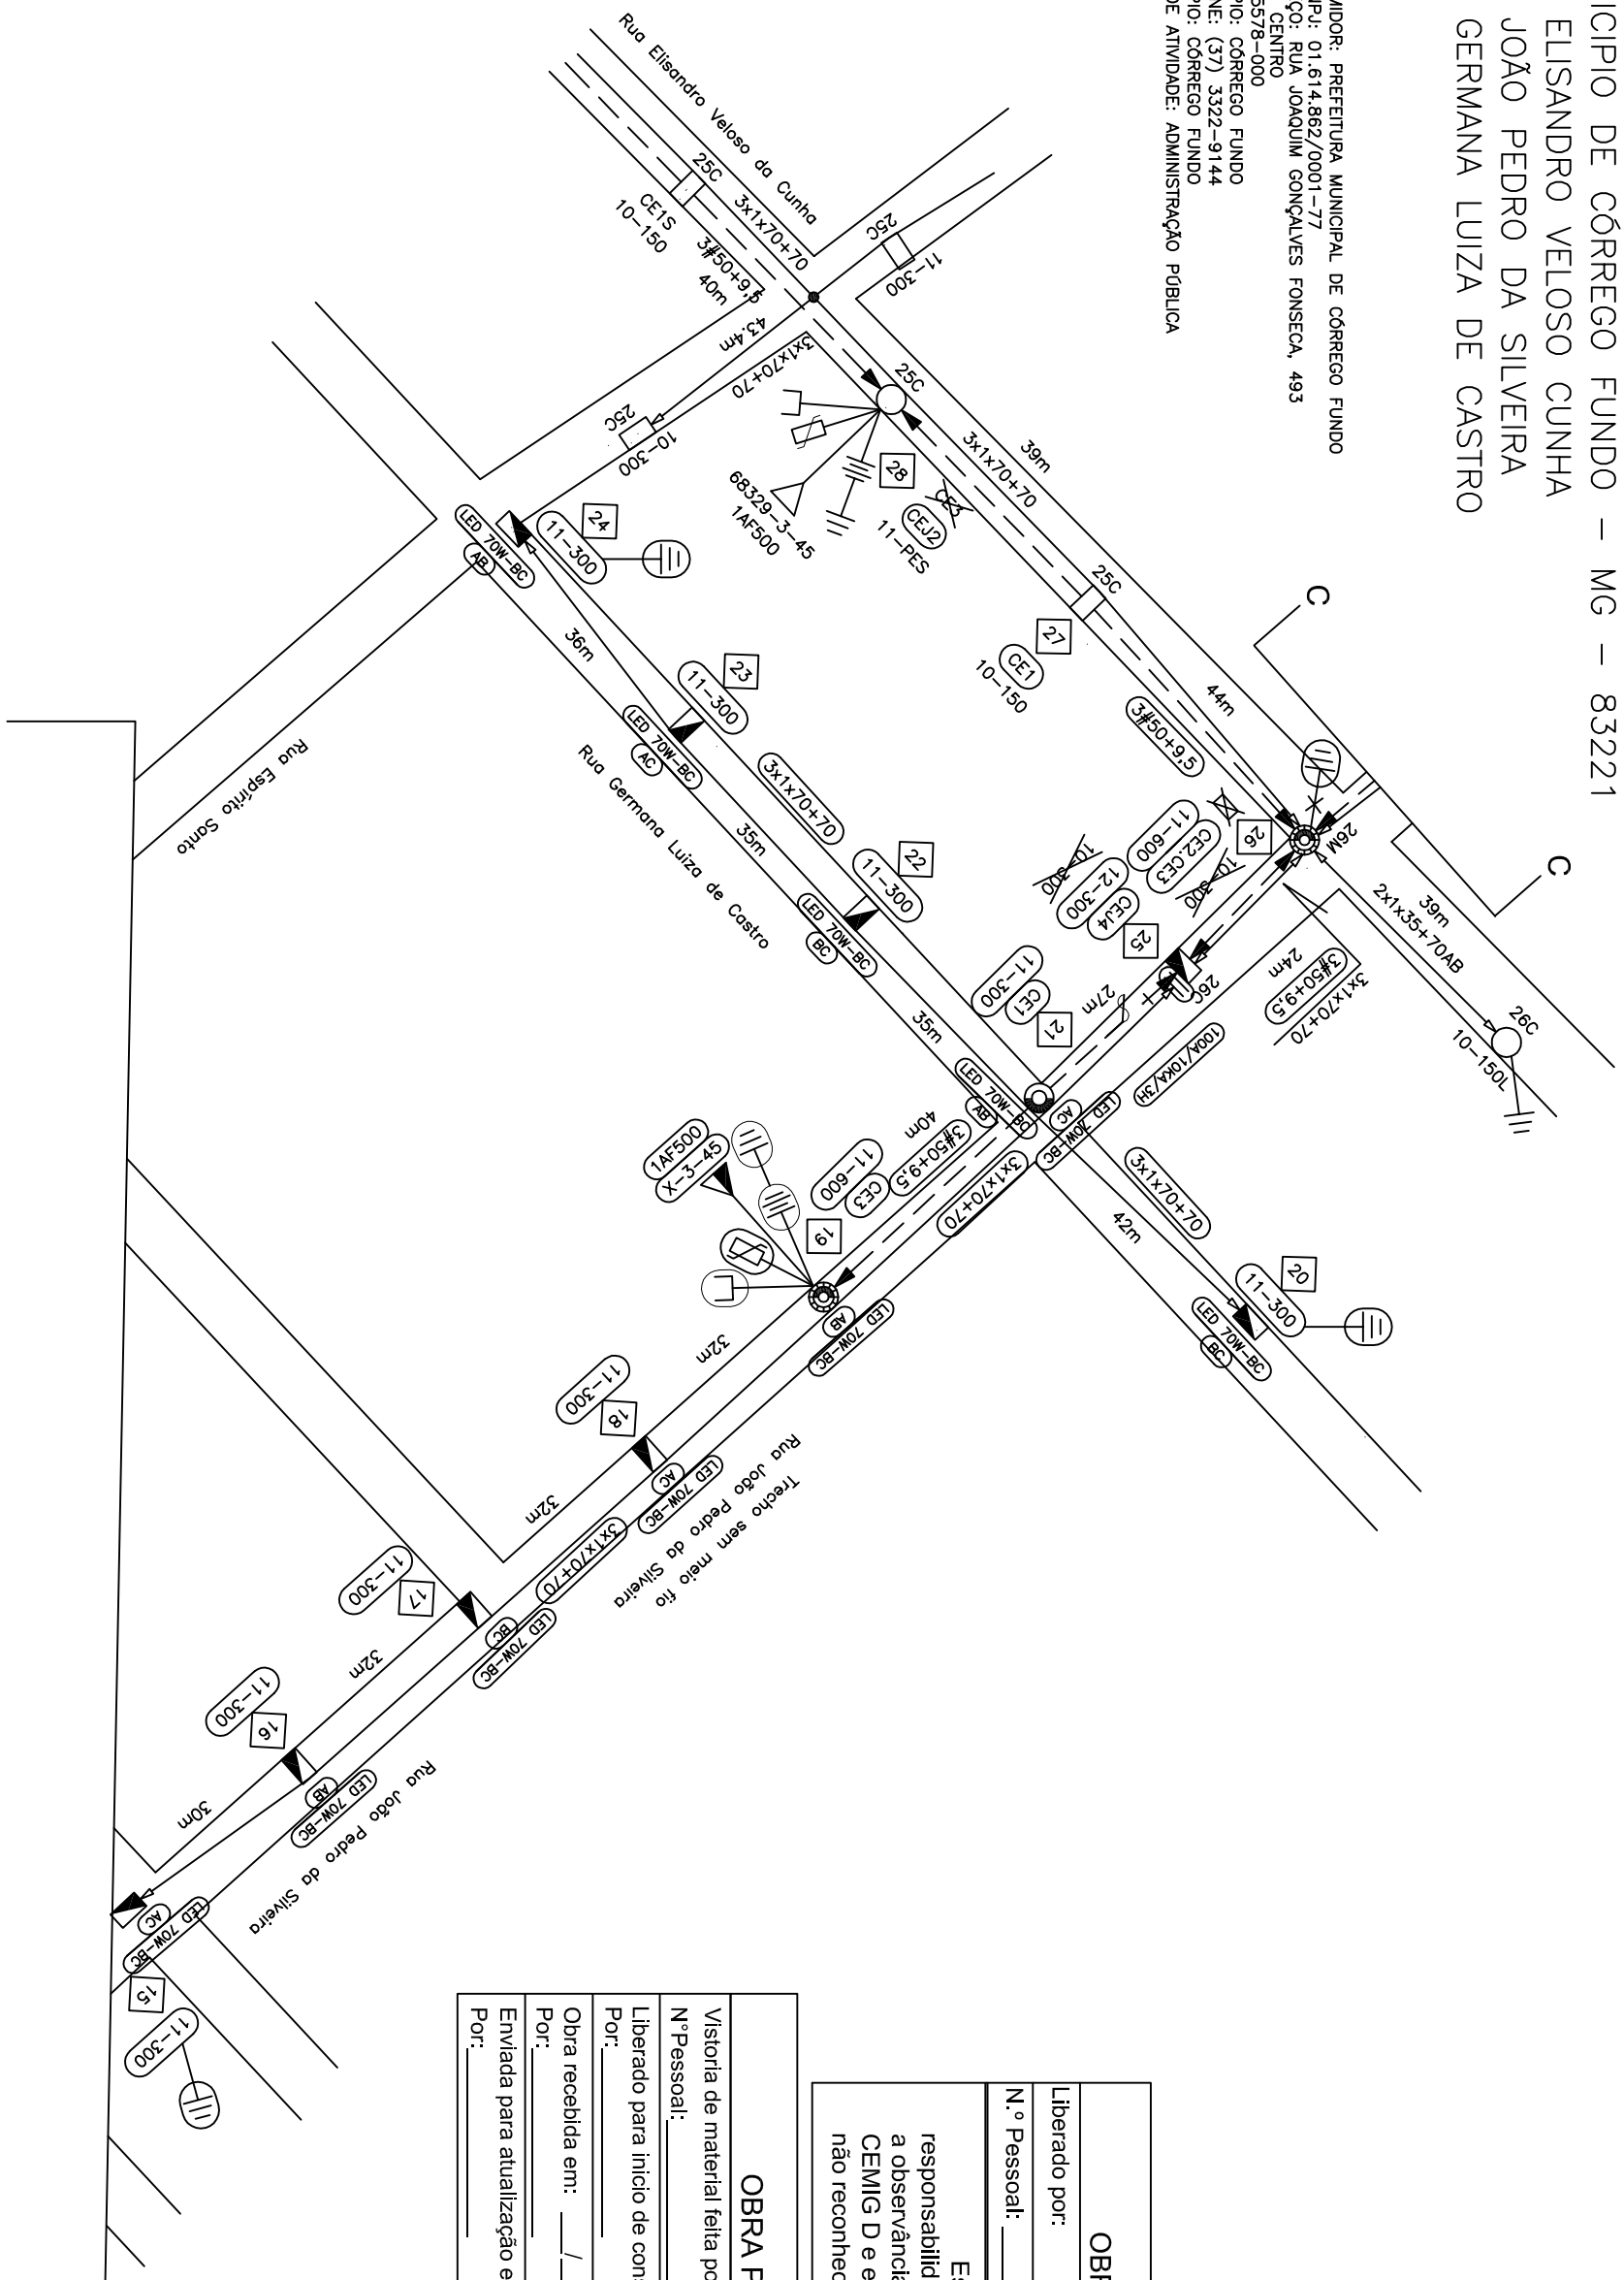 ICIPIO DE CÓRREGO FUNDO – MG – 83221
ELISANDRO VELOSO CUNHA
JOÃO PEDRO DA SILVEIRA
GERMANA LUIZA DE CASTRO
MIDOR: PREFEITURA MUNICIPAL DE CÓRREGO FUNDO
IPJ: 01.614.862/0001-77
ÇO: RUA JOAQUIM GONÇALVES FONSECA, 493
CENTRO
5578-000
PIO: CÓRREGO FUNDO
NE: (37) 3322-9144
PIO: CÓRREGO FUNDO
DE ATIVIDADE: ADMINISTRAÇÃO PÚBLICA
Rua Elisandro Veloso da Cunha
25C
3x1x70+70
CE1S
10-150
3#50+9,5
40m
25C
11-300
43.4m
3x1x70+70
25C
10-300
25C
28
CE3
CEJ2
11-PES
68329-3-45
1AF500
39m
3x1x70+70
25C
27
CE1
10-150
44m
3#50+9,5
C
C
26M
26
10-300
CE2.CE3
11-600
39m
2x1x35+70AB
26C
10-150L
24m
3#50+9,5
3x1x70+70
25
CEJ4
12-300
10-300
26C
27m
100A/10KA/3H
24
11-300
LED 70W-BC
AB
36m
23
11-300
LED 70W-BC
AC
3x1x70+70
35m
Rua Germana Luiza de Castro
Rua Espírito Santo
22
11-300
LED 70W-BC
BC
35m
21
CE1
11-300
LED 70W-BC
AB
AC
LED 70W-BC
3x1x70+70
42m
20
11-300
LED 70W-BC
BC
40m
3#50+9,5
3x1x70+70
19
CE3
11-600
1AF500
X-3-45
AB
LED 70W-BC
32m
18
11-300
AC
LED 70W-BC
Trecho sem meio fio
Rua João Pedro da Silveira
32m
3x1x70+70
17
11-300
BC
LED 70W-BC
32m
16
11-300
AB
LED 70W-BC
Rua João Pedro da Silveira
30m
AC
LED 70W-BC
15
11-300
OBR
Liberado por:
N.º Pessoal:
ES
responsabilid
a observância
CEMIG D e e
não reconhec
OBRA P
Vistoria de material feita po
N°Pessoal:
Liberado para inicio de cons
Por:
Obra recebida em: __/__
Por:
Enviada para atualização e
Por: